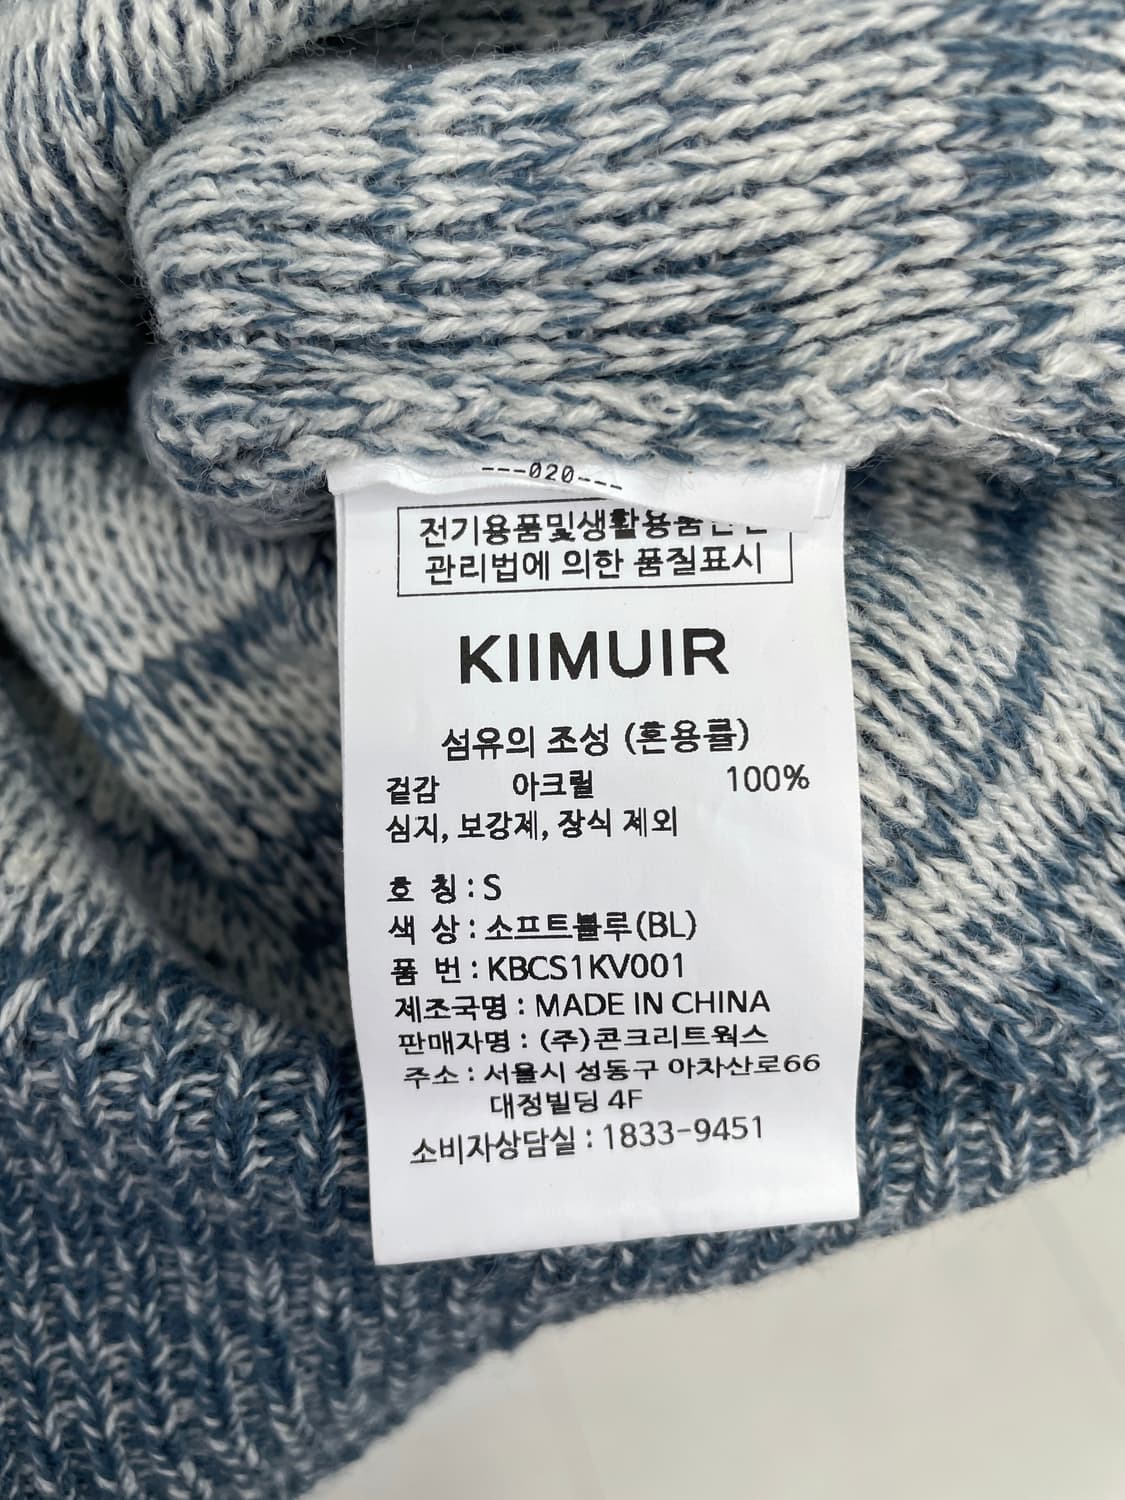 ---020---
전기용품및생활용품
관리법에 의한 품질표시
KIIMUIR
섬유의 조성 (혼용률)
겉감 아크릴 100%
심지, 보강제, 장식 제외
호 칭 : S
색 상 : 소프트블루(BL)
품 번 : KBCS1KV001
제조국명 : MADE IN CHINA
판매자명 : (주)콘크리트웍스
주소 : 서울시 성동구 아차산로66
대정빌딩 4F
소비자상담실 : 1833-9451